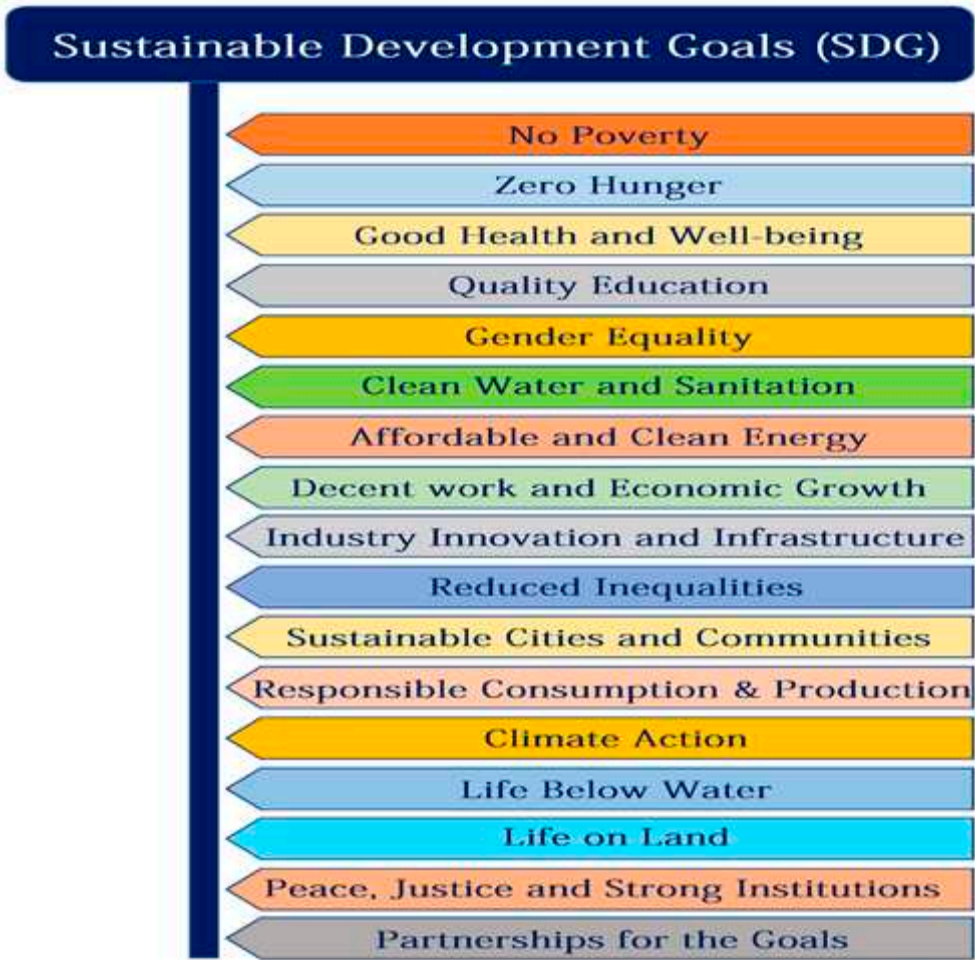 Sustainable Development Goals (SDG)
No Poverty
Zero Hunger
Good Health and Well-being
Quality Education
Gender Equality
Clean Water and Sanitation
Affordable and Clean Energy
Decent work and Economic Growth
Industry Innovation and Infrastructure
Reduced Inequalities
Sustainable Cities and Communities
Responsible Consumption & Production
Climate Action
Life Below Water
Life on Land
Peace, Justice and Strong Institutions
Partnerships for the Goals